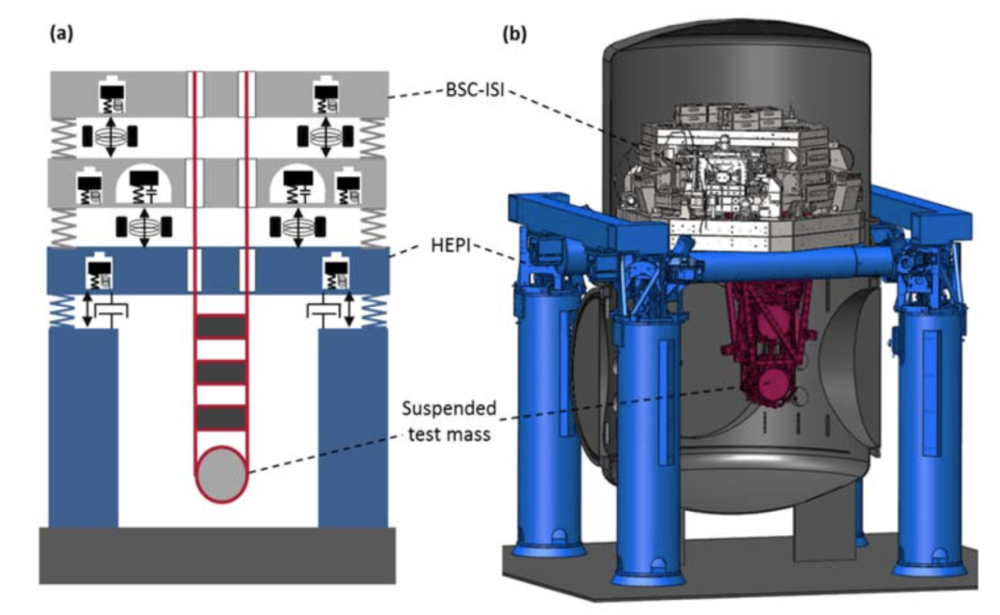 (a)
(b)
BSC-ISI
HEPI
Suspended
test mass